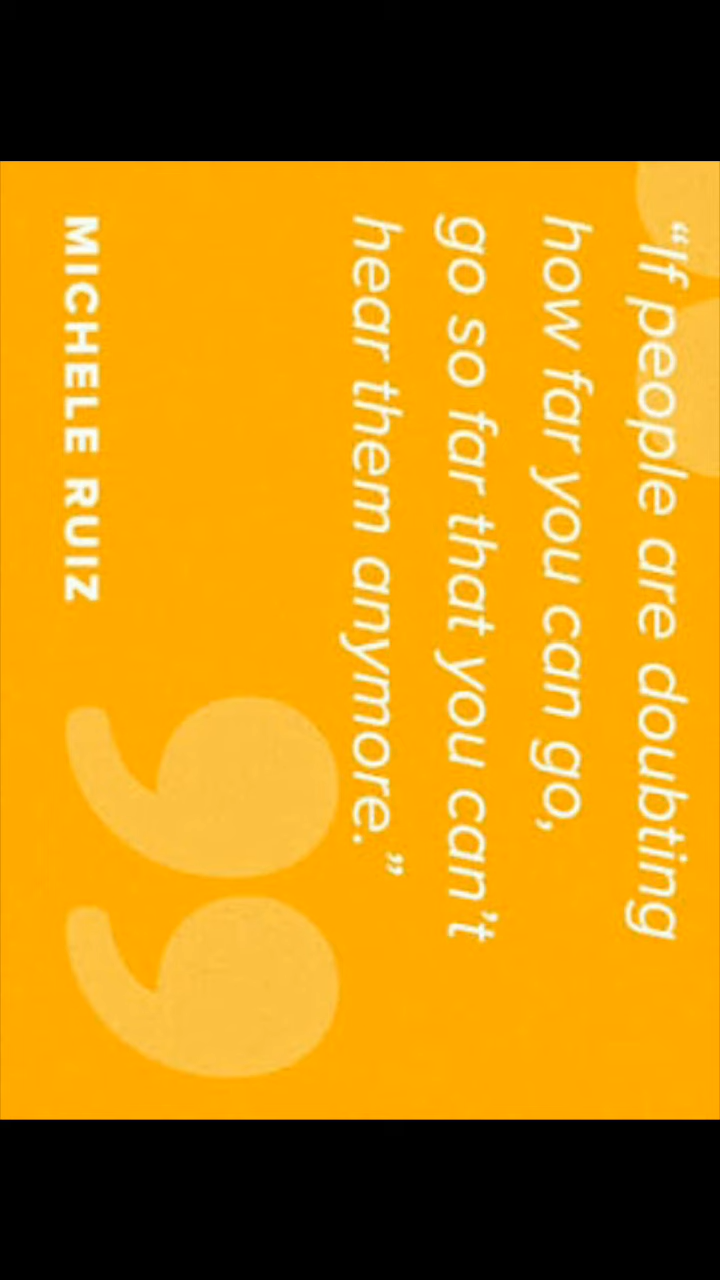 “If people are doubting
how far you can go,
go so far that you can’t
hear them anymore.”
MICHELE RUIZ